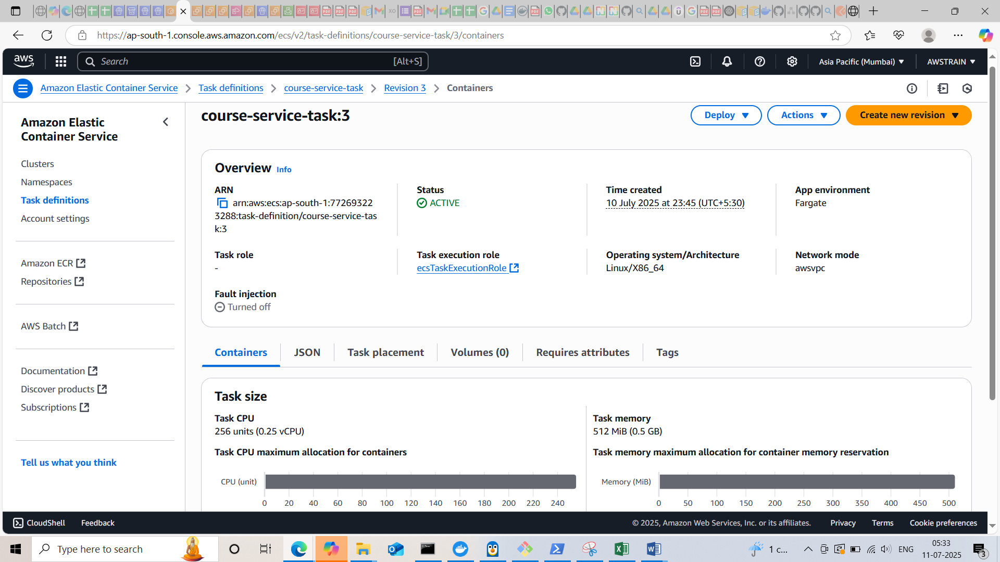 https://ap-south-1.console.aws.amazon.com/ecs/v2/task-definitions/course-service-task/3/containers
aws
Search
[Alt+S]
Asia Pacific (Mumbai)
AWSTRAIN
Amazon Elastic Container Service
Task definitions
course-service-task
Revision 3
Containers
Amazon Elastic
Container Service
Clusters
Namespaces
Task definitions
Account settings
Amazon ECR
Repositories
AWS Batch
Documentation
Discover products
Subscriptions
Tell us what you think
course-service-task:3
Deploy
Actions
Create new revision
Overview Info
ARN
arn:aws:ecs:ap-south-1:77269322
3288:task-definition/course-service-tas
k:3
Status
ACTIVE
Time created
10 July 2025 at 23:45 (UTC+5:30)
App environment
Fargate
Task role
-
Task execution role
ecsTaskExecutionRole
Operating system/Architecture
Linux/X86_64
Network mode
awsvpc
Fault injection
Turned off
Containers
JSON
Task placement
Volumes (0)
Requires attributes
Tags
Task size
Task CPU
256 units (0.25 vCPU)
Task CPU maximum allocation for containers
CPU (unit)
0 20 40 60 80 100 120 140 160 180 200 220 240
Task memory
512 MiB (0.5 GB)
Task memory maximum allocation for container memory reservation
Memory (MiB)
0 50 100 150 200 250 300 350 400 450 500
CloudShell
Feedback
© 2025, Amazon Web Services, Inc. or its affiliates.
Privacy
Terms
Cookie preferences
Type here to search
1 c...
ENG
05:33
11-07-2025
3